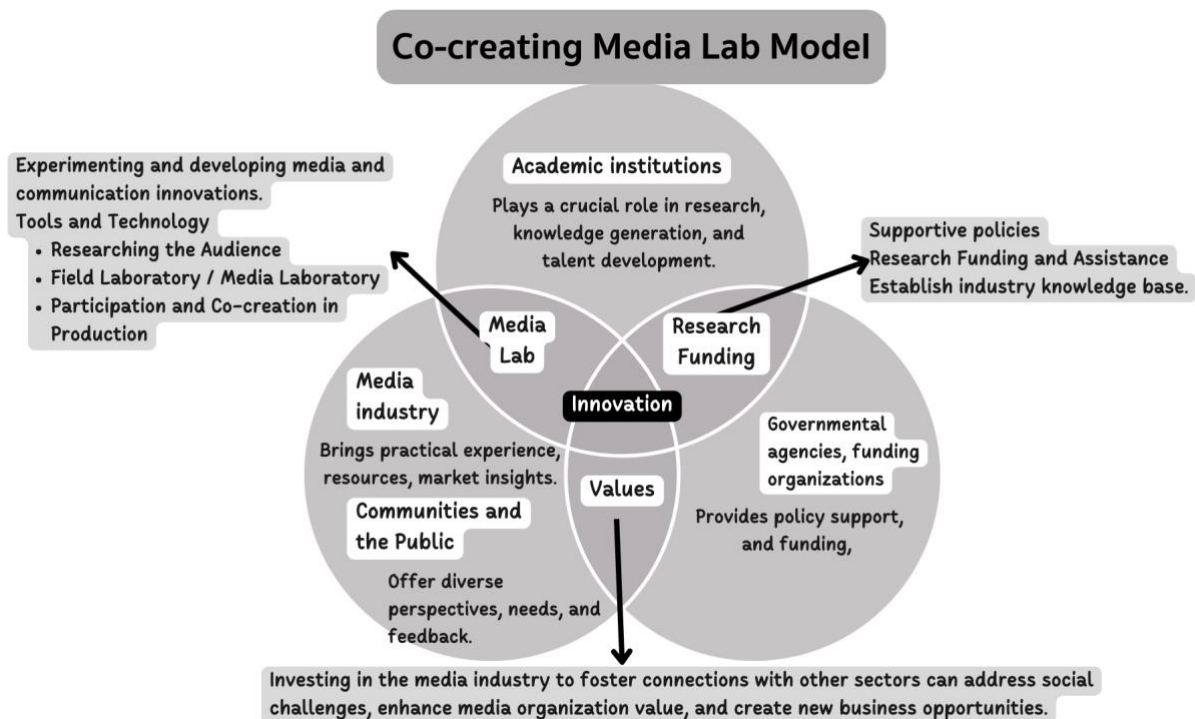 Co-creating Media Lab Model
Academic institutions
Plays a crucial role in research,
knowledge generation, and
talent development.
Experimenting and developing media and
communication innovations.
Tools and Technology
• Researching the Audience
• Field Laboratory / Media Laboratory
• Participation and Co-creation in
Production
Supportive policies
Research Funding and Assistance
Establish industry knowledge base.
Media
Lab
Research
Funding
Innovation
Media
industry
Brings practical experience,
resources, market insights.
Communities and
the Public
Offer diverse
perspectives, needs, and
feedback.
Values
Governmental
agencies, funding
organizations
Provides policy support,
and funding,
Investing in the media industry to foster connections with other sectors can address social
challenges, enhance media organization value, and create new business opportunities.